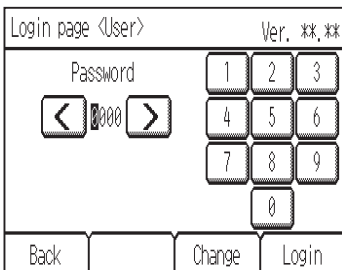 Login page <User> Ver. **.**
Password
1 2 3
< 0000 > 4 5 6
7 8 9
0
Back Change Login